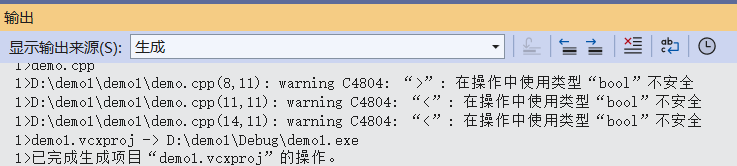 输出
显示输出来源(S): 生成
1>demo.cpp
1>D:\demo1\demo1\demo.cpp(8,11): warning C4804: “>”: 在操作中使用类型“bool”不安全
1>D:\demo1\demo1\demo.cpp(11,11): warning C4804: “<”: 在操作中使用类型“bool”不安全
1>D:\demo1\demo1\demo.cpp(14,11): warning C4804: “<”: 在操作中使用类型“bool”不安全
1>demo1.vcxproj -> D:\demo1\Debug\demo1.exe
1>已完成生成项目“demo1.vcxproj”的操作。